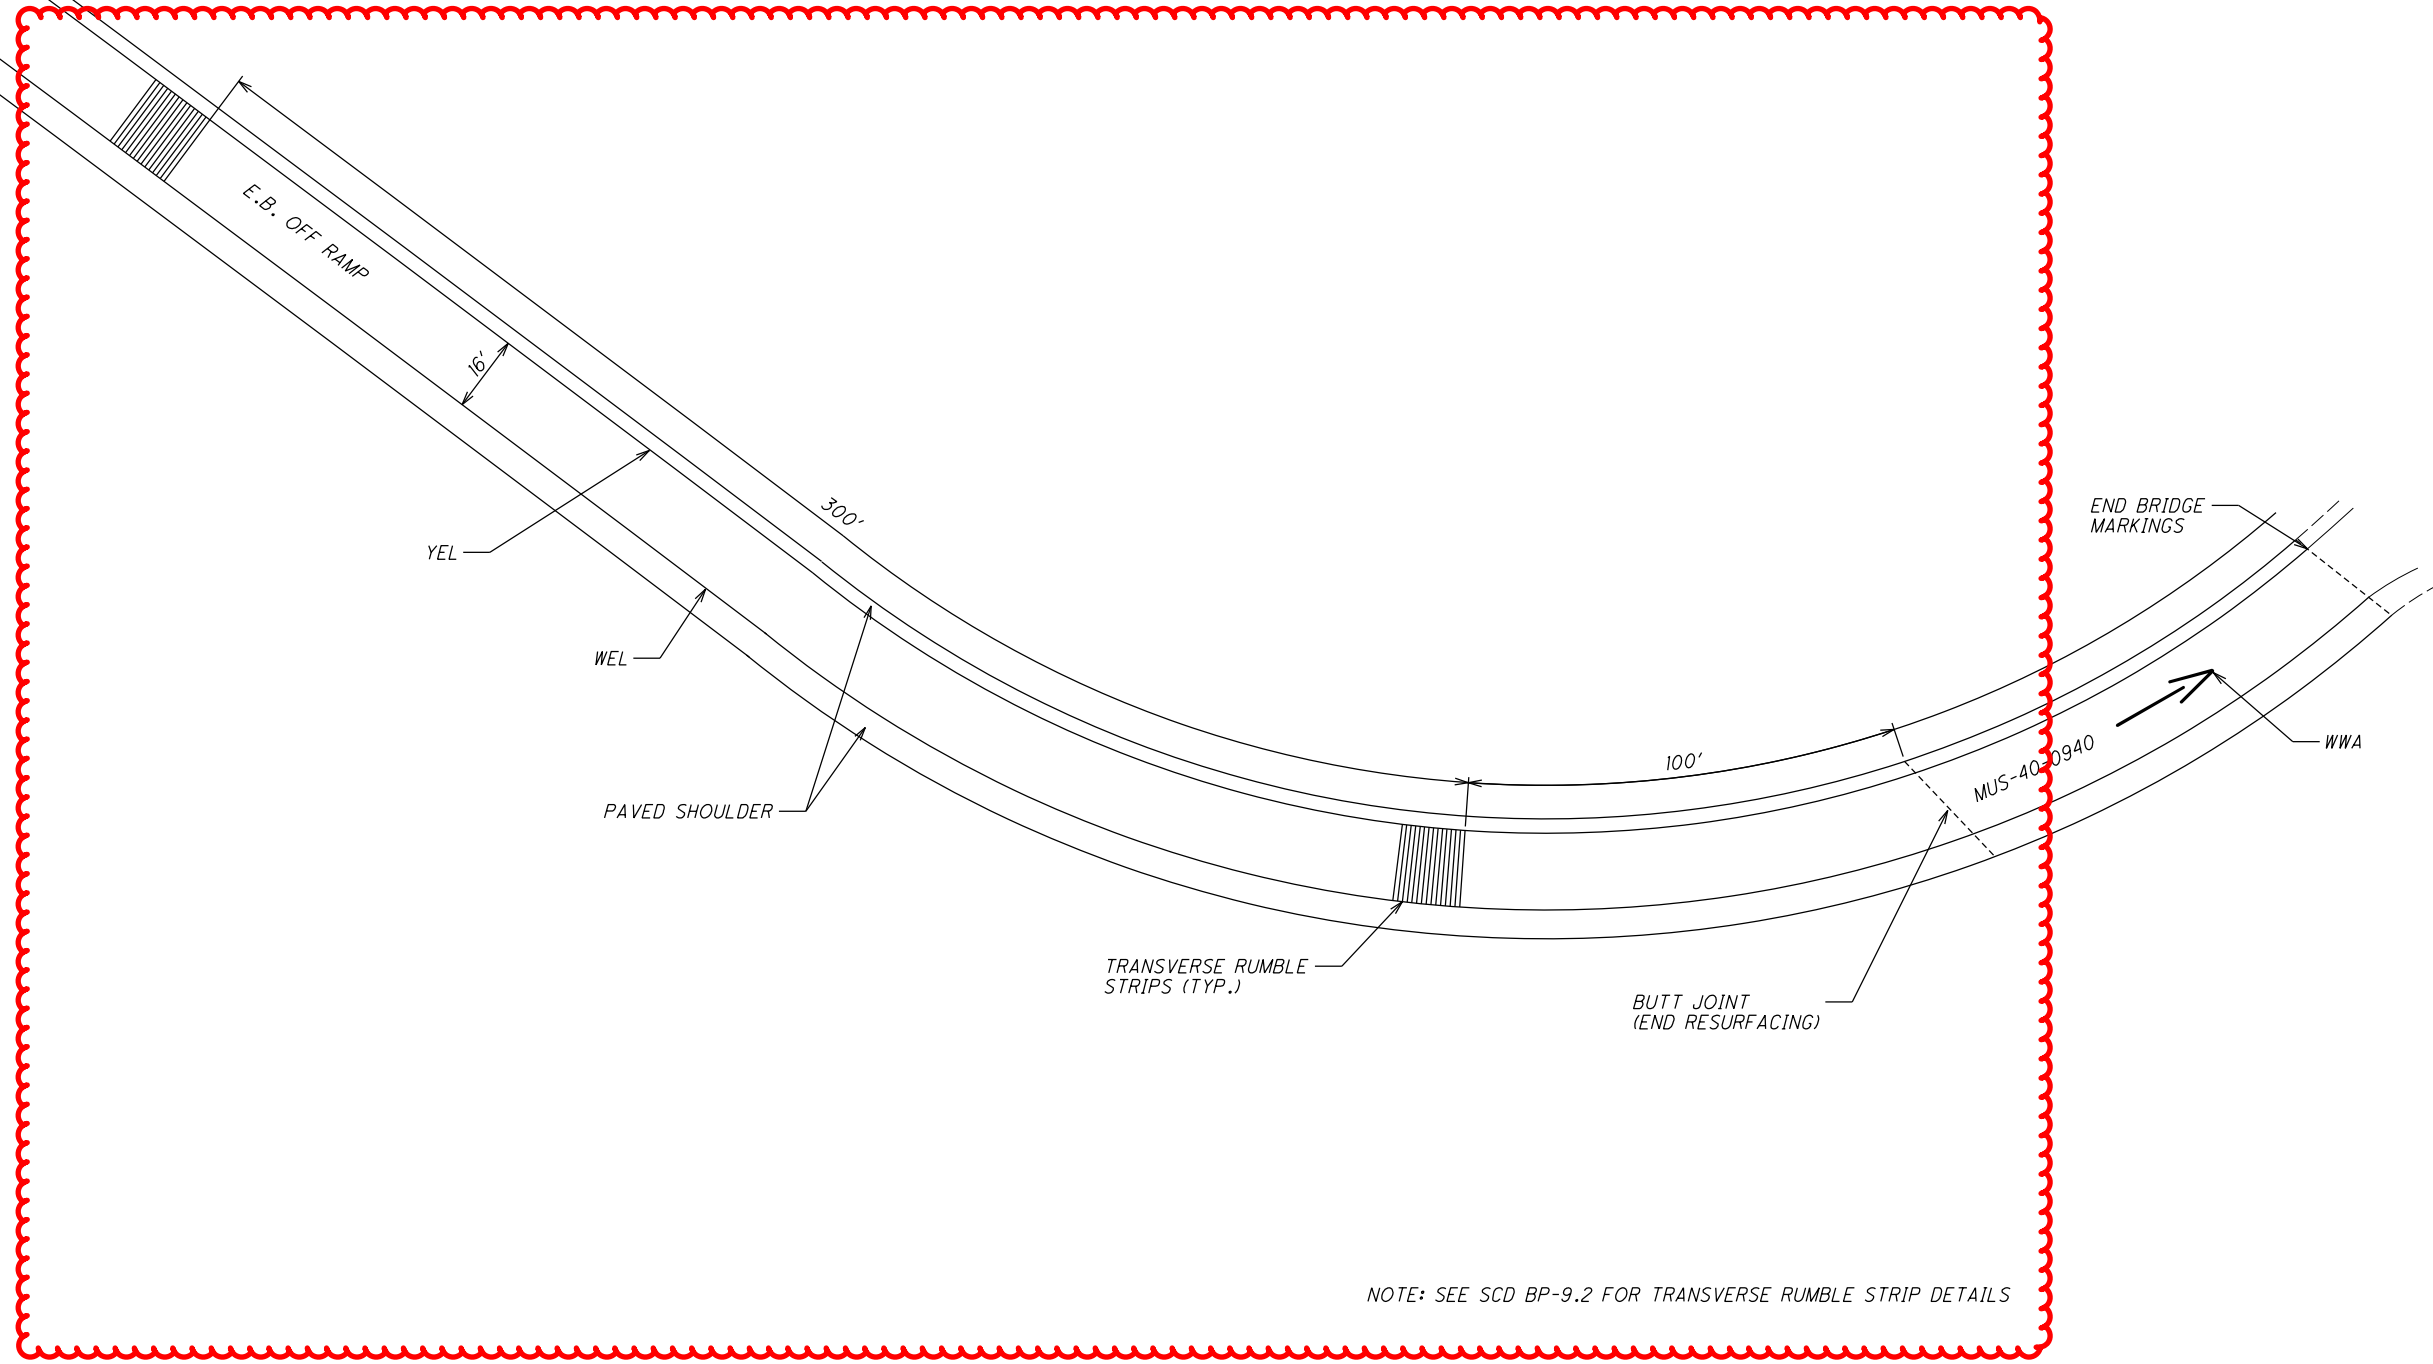 E.B. OFF RAMP
16'
300'
YEL
WEL
PAVED SHOULDER
END BRIDGE
MARKINGS
100'
MUS-40-0940
WWA
TRANSVERSE RUMBLE
STRIPS (TYP.)
BUTT JOINT
(END RESURFACING)
NOTE: SEE SCD BP-9.2 FOR TRANSVERSE RUMBLE STRIP DETAILS